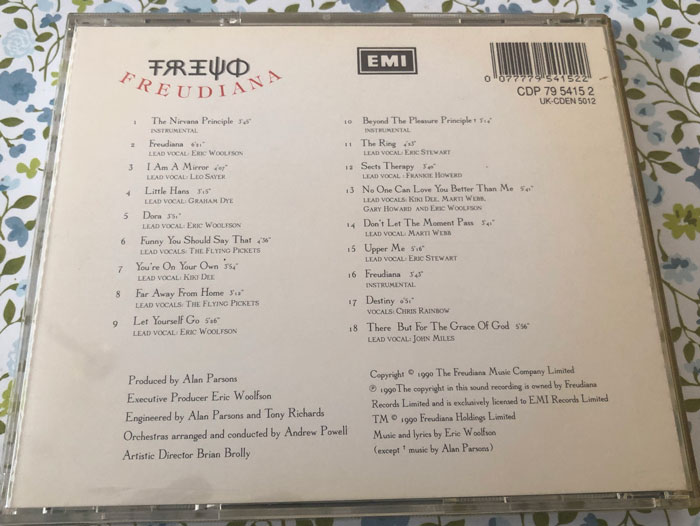 FREUDIANA
EMI
0 077779 541522
CDP 79 5415 2
UK-CDEN 5012
1 The Nirvana Principle 3'45"
INSTRUMENTAL
2 Freudiana 6'21"
LEAD VOCAL: ERIC WOOLFSON
3 I Am A Mirror 4'07"
LEAD VOCAL: LEO SAYER
4 Little Hans 3'15"
LEAD VOCAL: GRAHAM DYE
5 Dora 3'51"
LEAD VOCAL: ERIC WOOLFSON
6 Funny You Should Say That 4'36"
LEAD VOCALS: THE FLYING PICKETS
7 You're On Your Own 3'54"
LEAD VOCAL: KIKI DEE
8 Far Away From Home 3'12"
LEAD VOCALS: THE FLYING PICKETS
9 Let Yourself Go 5'26"
LEAD VOCAL: ERIC WOOLFSON
10 Beyond The Pleasure Principle † 3'14"
INSTRUMENTAL
11 The Ring 4'23"
LEAD VOCAL: ERIC STEWART
12 Sects Therapy 3'40"
LEAD VOCAL : FRANKIE HOWERD
13 No One Can Love You Better Than Me 5'41"
LEAD VOCALS: KIKI DEE, MARTI WEBB,
GARY HOWARD AND ERIC WOOLFSON
14 Don't Let The Moment Pass 3'41"
LEAD VOCAL: MARTI WEBB
15 Upper Me 5'16"
LEAD VOCAL: ERIC STEWART
16 Freudiana 3'43"
INSTRUMENTAL
17 Destiny 0'51"
VOCALS: CHRIS RAINBOW
18 There But For The Grace Of God 5'56"
LEAD VOCAL: JOHN MILES
Produced by Alan Parsons
Executive Producer Eric Woolfson
Engineered by Alan Parsons and Tony Richards
Orchestras arranged and conducted by Andrew Powell
Artistic Director Brian Brolly
Copyright © 1990 The Freudiana Music Company Limited
℗ 1990 The copyright in this sound recording is owned by Freudiana
Records Limited and is exclusively licensed to EMI Records Limited
TM © 1990 Freudiana Holdings Limited
Music and lyrics by Eric Woolfson
(except † music by Alan Parsons)